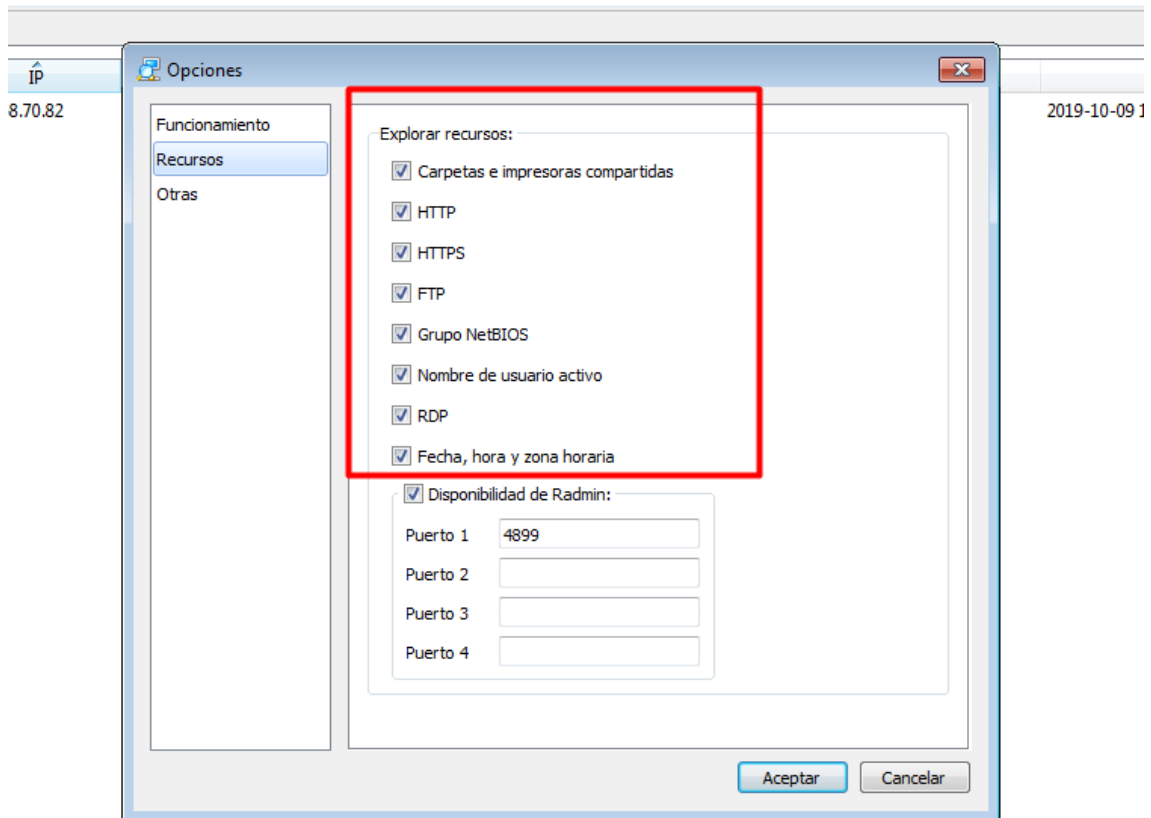 Opciones
IP
8.70.82
2019-10-09 1
Funcionamiento
Recursos
Otras
Explorar recursos:
Carpetas e impresoras compartidas
HTTP
HTTPS
FTP
Grupo NetBIOS
Nombre de usuario activo
RDP
Fecha, hora y zona horaria
Disponibilidad de Radmin:
Puerto 1 4899
Puerto 2
Puerto 3
Puerto 4
Aceptar Cancelar